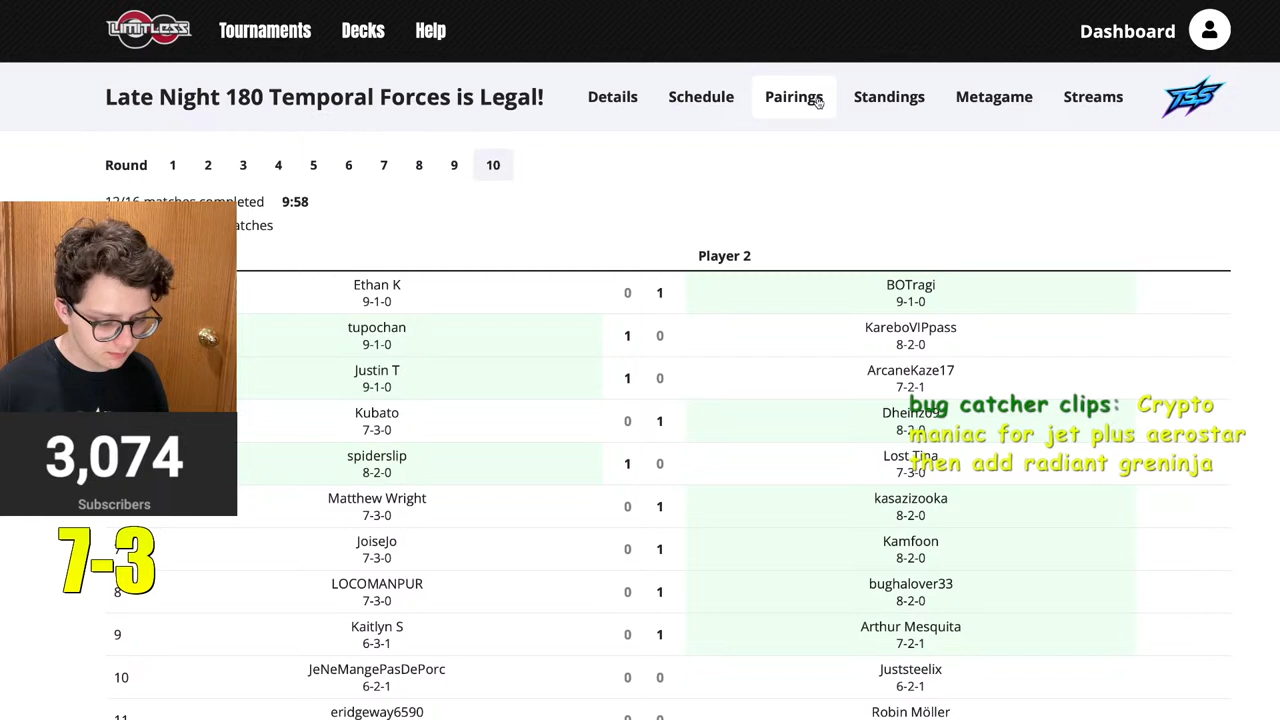 LIMITLESS Tournaments Decks Help Dashboard
Late Night 180 Temporal Forces is Legal! Details Schedule Pairings Standings Metagame Streams TSS
Round 1 2 3 4 5 6 7 8 9 10
matches completed 9:58
Player 2
Ethan K 0 1 BOTragi
9-1-0 9-1-0
tupochan 1 0 KareboVIPpass
9-1-0 8-2-0
Justin T 1 0 ArcaneKaze17
9-1-0 7-2-1
Kubato 0 1
7-3-0
bug catcher clips: Crypto
maniac for jet plus aerostar
then add radiant greninja
spiderslip 1 0 Lost Tina
8-2-0 7-3-0
3,074
Subscribers
Matthew Wright 0 1 kasazizooka
7-3-0 8-2-0
JoiseJo 0 1 Kamfoon
7-3-0 8-2-0
7-3
8 LOCOMANPUR 0 1 bughalover33
7-3-0 8-2-0
9 Kaitlyn S 0 1 Arthur Mesquita
6-3-1 7-2-1
10 JeNeMangePasDePorc 0 0 Juststeelix
6-2-1 6-2-1
eridgeway6590 Robin Möller